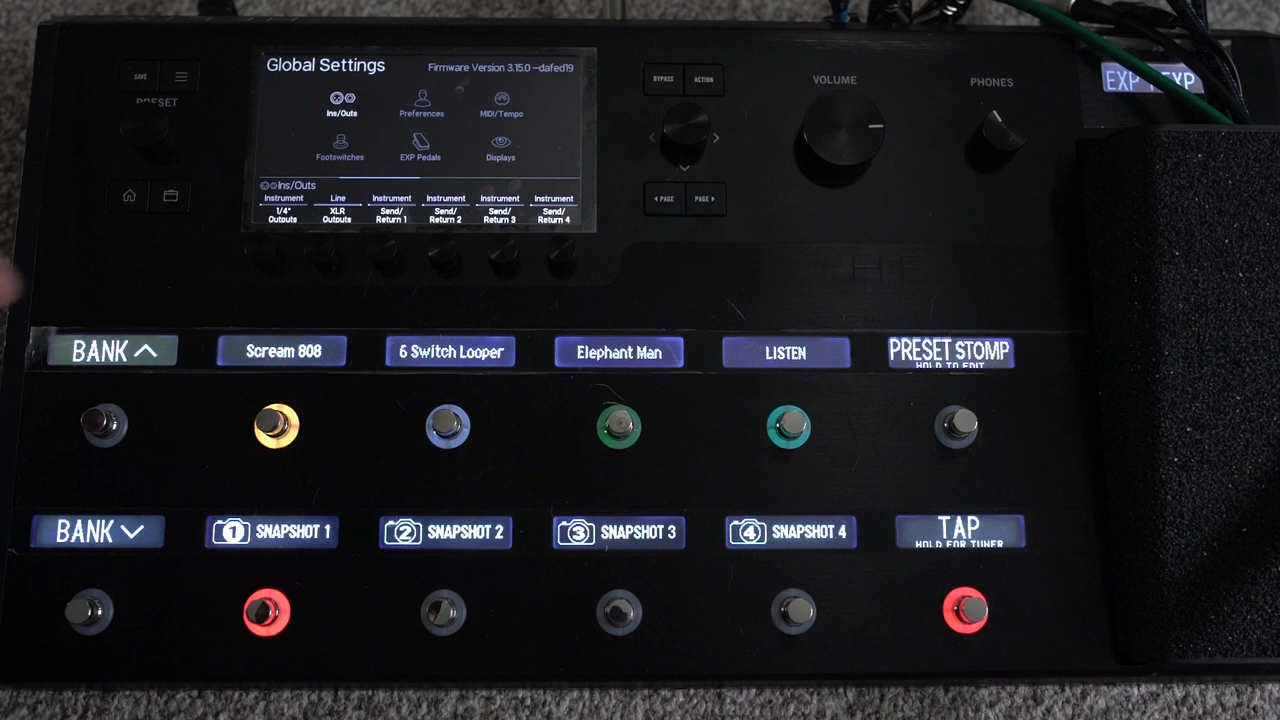 Global Settings
Firmware Version 3.15.0 -dafed19
Ins/Outs Preferences MIDI/Tempo
Footswitches EXP Pedals Displays
Ins/Outs
Instrument Line Instrument Instrument Instrument Instrument
1/4" XLR Send/ Send/ Send/ Send/
Outputs Outputs Return 1 Return 2 Return 3 Return 4
SAVE
PRESET
BYPASS ACTION
PAGE PAGE
VOLUME
PHONES
EXP 1 EXP
BANK Scream 808 6 Switch Looper Elephant Man LISTEN PRESET STOMP
HOLD TO EDIT
BANK 1 SNAPSHOT 1 2 SNAPSHOT 2 3 SNAPSHOT 3 4 SNAPSHOT 4 TAP
HOLD FOR TUNER